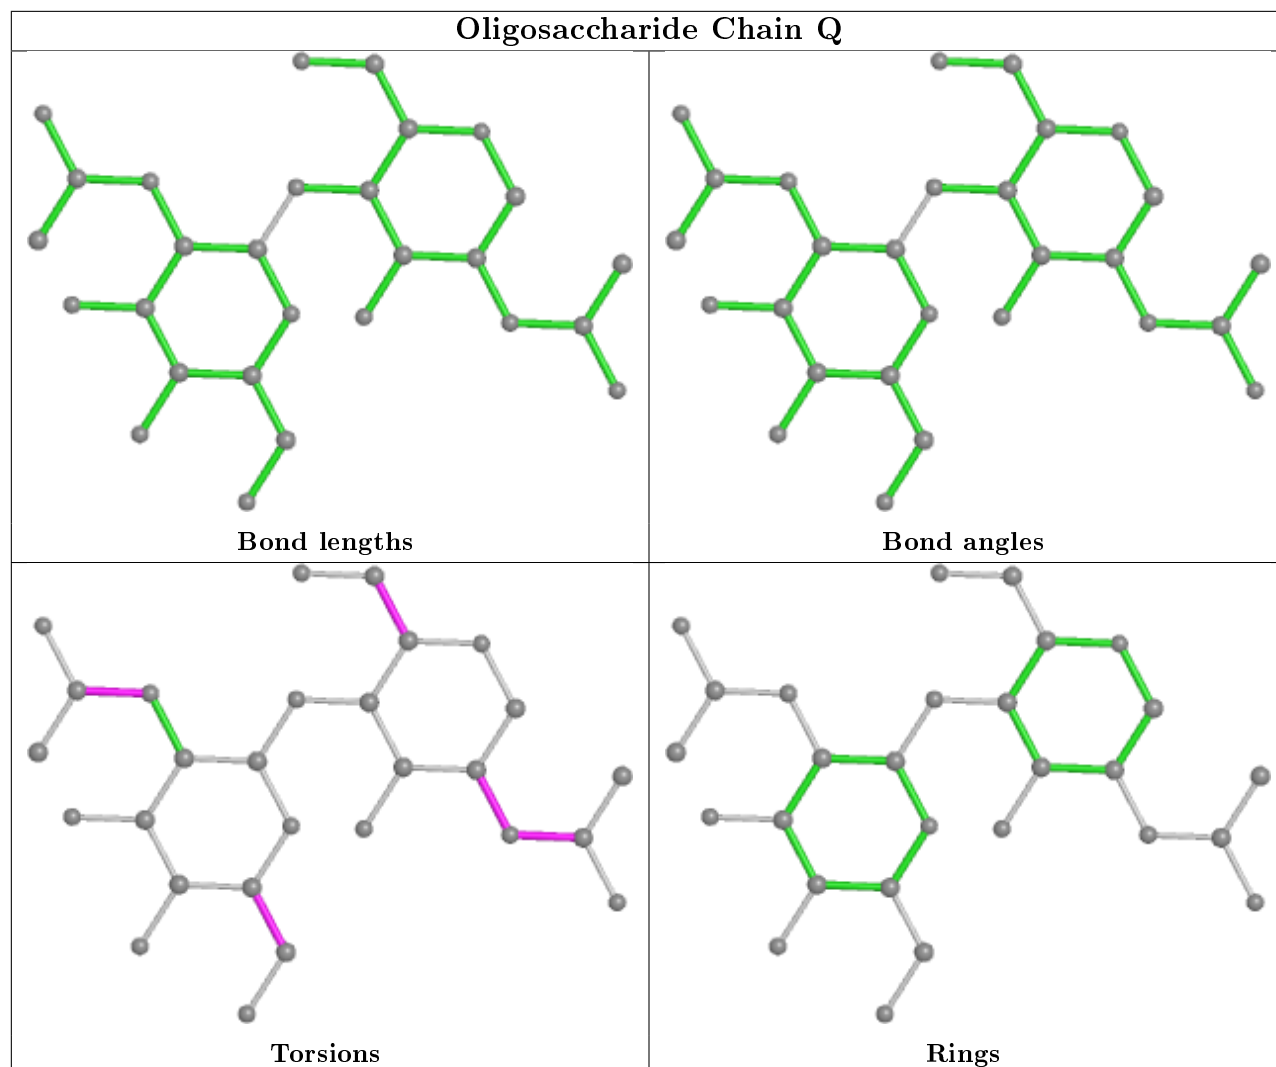 Oligosaccharide Chain Q
Bond lengths
Bond angles
Torsions
Rings